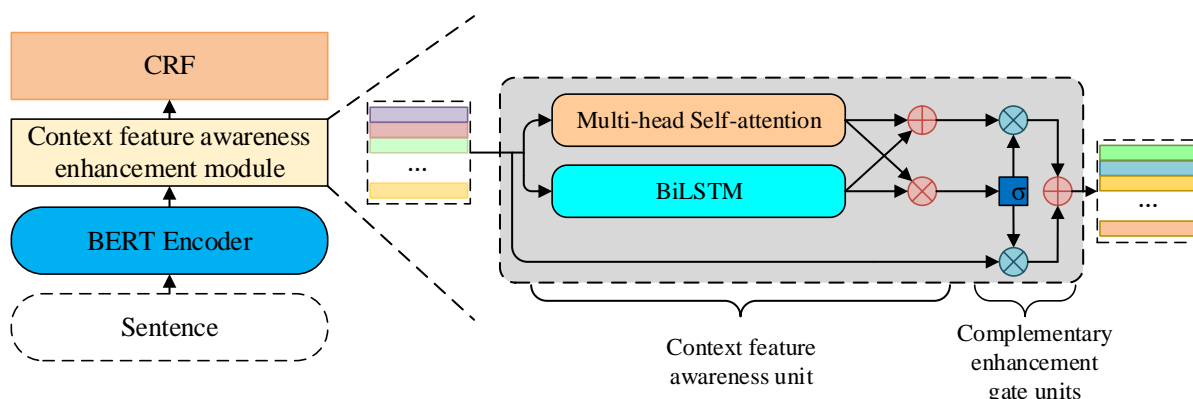 CRF
Context feature awareness
enhancement module
BERT Encoder
Sentence
...
Multi-head Self-attention
BiLSTM
σ
...
Context feature
awareness unit
Complementary
enhancement
gate units